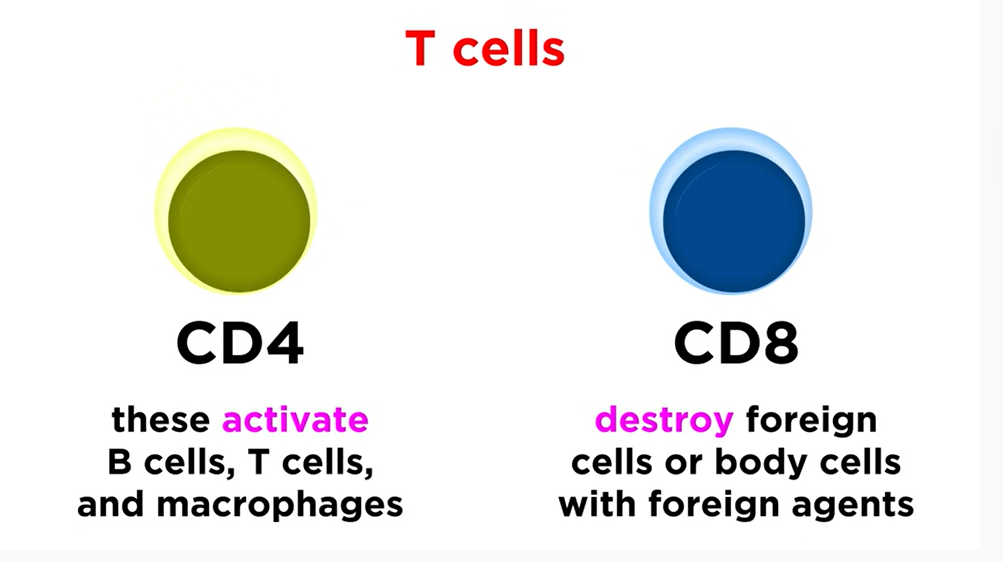 T cells
CD4
these activate
B cells, T cells,
and macrophages
CD8
destroy foreign
cells or body cells
with foreign agents